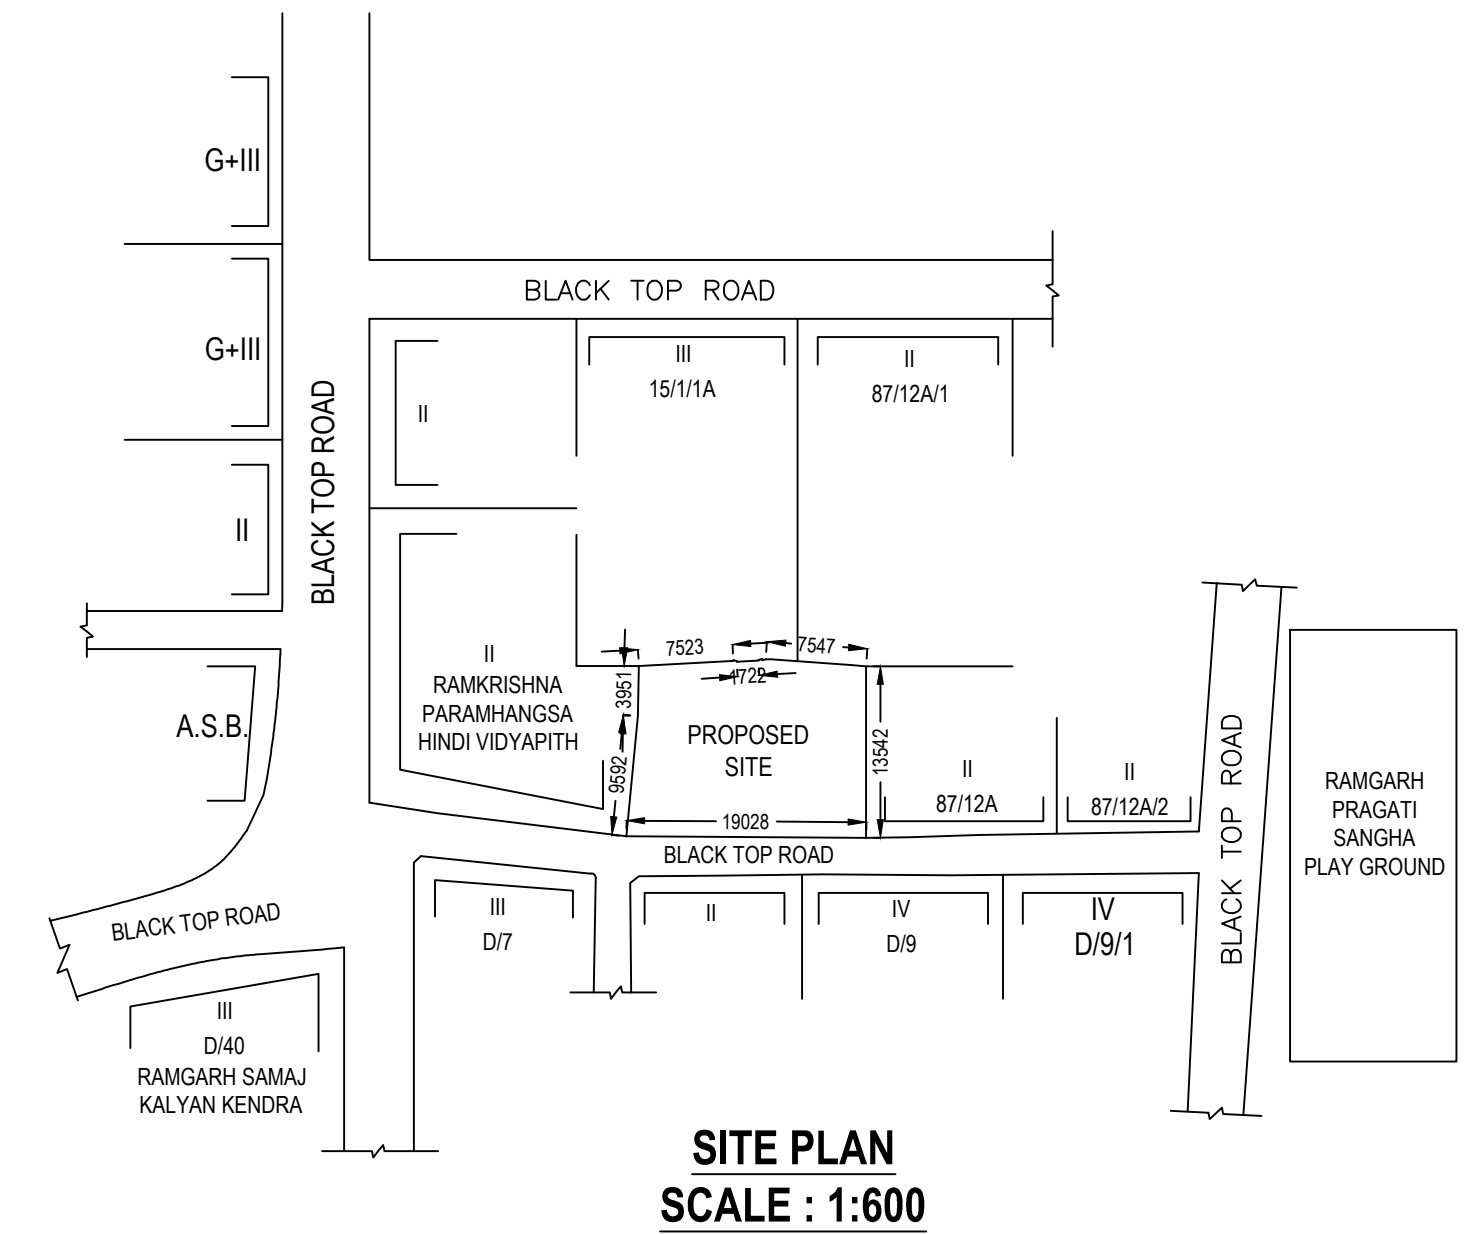 G+III
BLACK TOP ROAD
G+III
III
15/1/1A
II
87/12A/1
II
BLACK TOP ROAD
II
7523
7547
1722
3951
II
RAMKRISHNA
PARAMHANGSA
HINDI VIDYAPITH
A.S.B.
PROPOSED
SITE
9592
13542
19028
II
87/12A
II
87/12A/2
BLACK TOP ROAD
RAMGARH
PRAGATI
SANGHA
PLAY GROUND
BLACK TOP ROAD
BLACK TOP ROAD
III
D/7
II
IV
D/9
IV
D/9/1
III
D/40
RAMGARH SAMAJ
KALYAN KENDRA
SITE PLAN
SCALE : 1:600